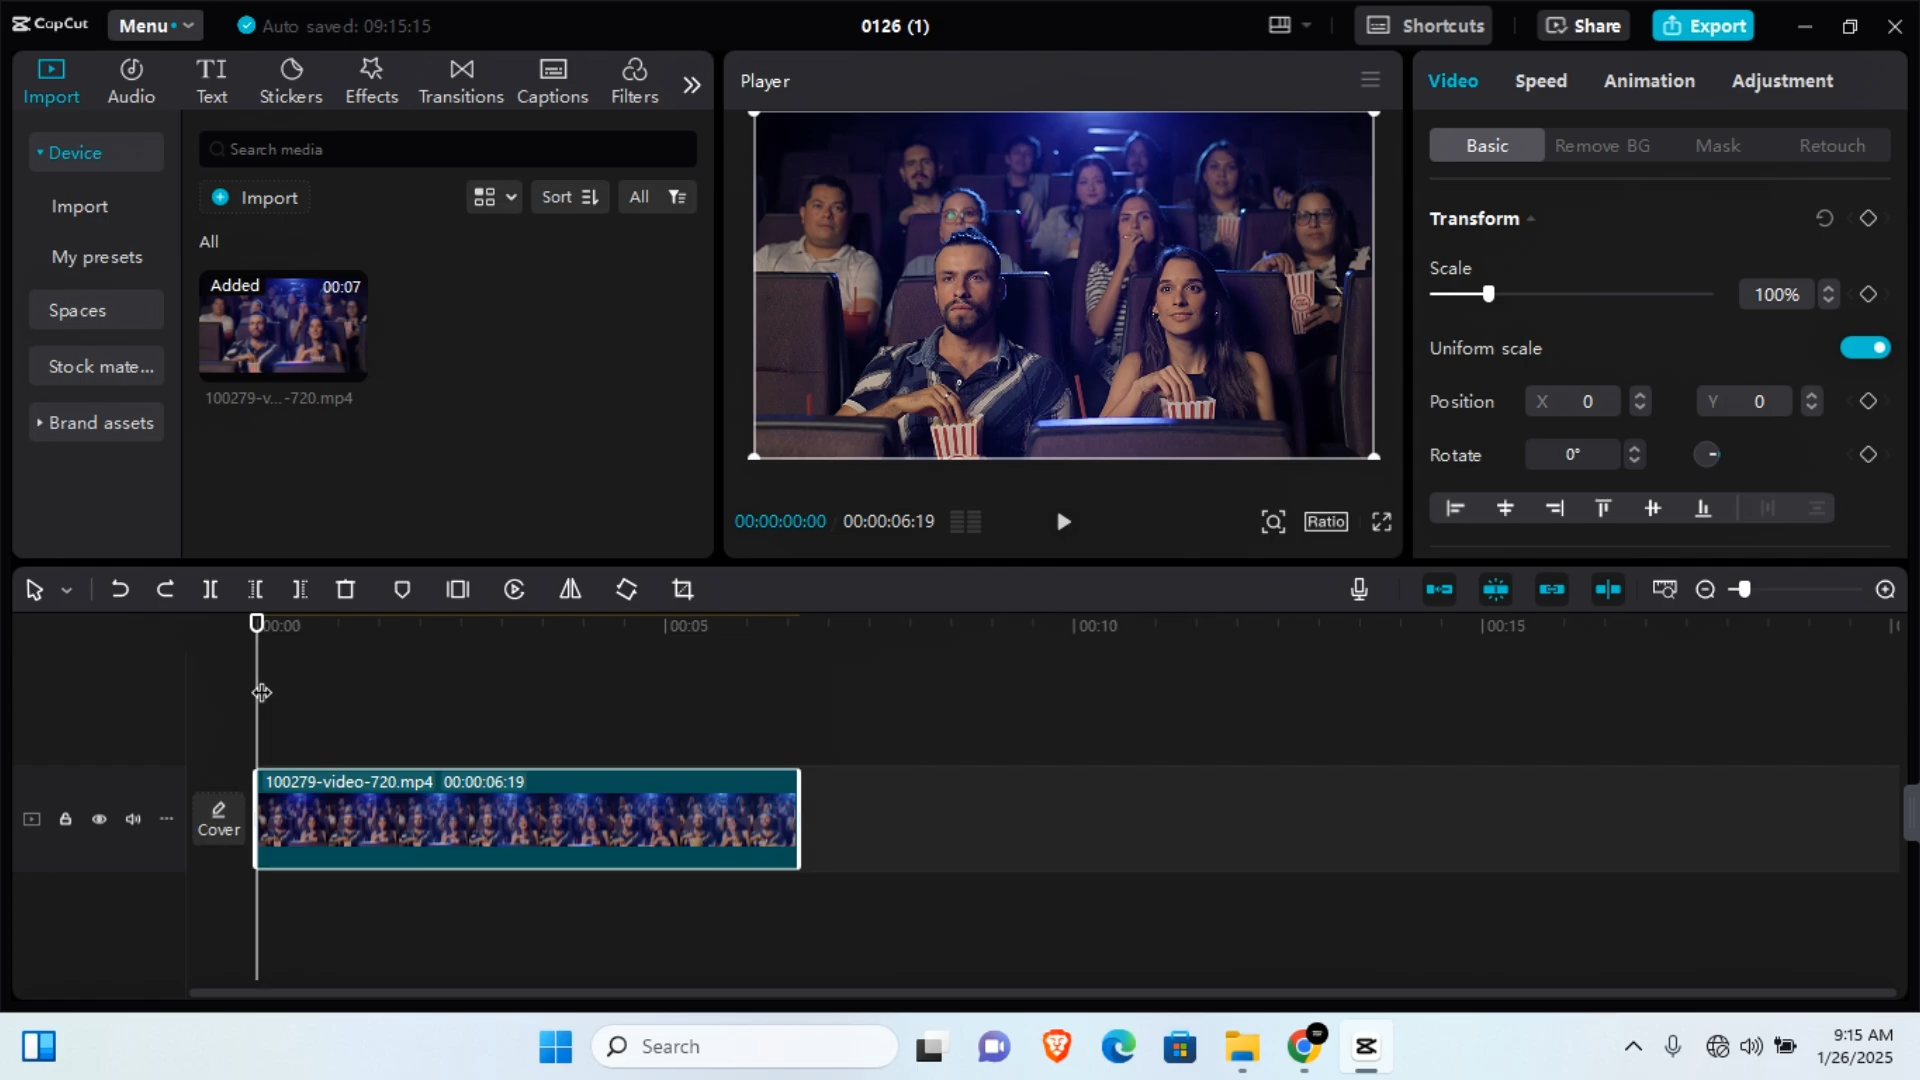 CapCut
Menu
Auto saved: 09:15:15
0126 (1)
Shortcuts
Share
Export
Import
Audio
TI
Text
Stickers
Effects
Transitions
Captions
Filters
Player
Video
Speed
Animation
Adjustment
Device
Import
My presets
Spaces
Stock mate...
Brand assets
Search media
Import
Sort
All
All
Added 00:07
100279-v...-720.mp4
00:00:00:00
00:00:06:19
Ratio
Basic
Remove BG
Mask
Retouch
Transform
Scale
100%
Uniform scale
Position
X 0
Y 0
Rotate
0°
00:00
00:05
00:10
00:15
Cover
100279-video-720.mp4 00:00:06:19
Search
9:15 AM
1/26/2025